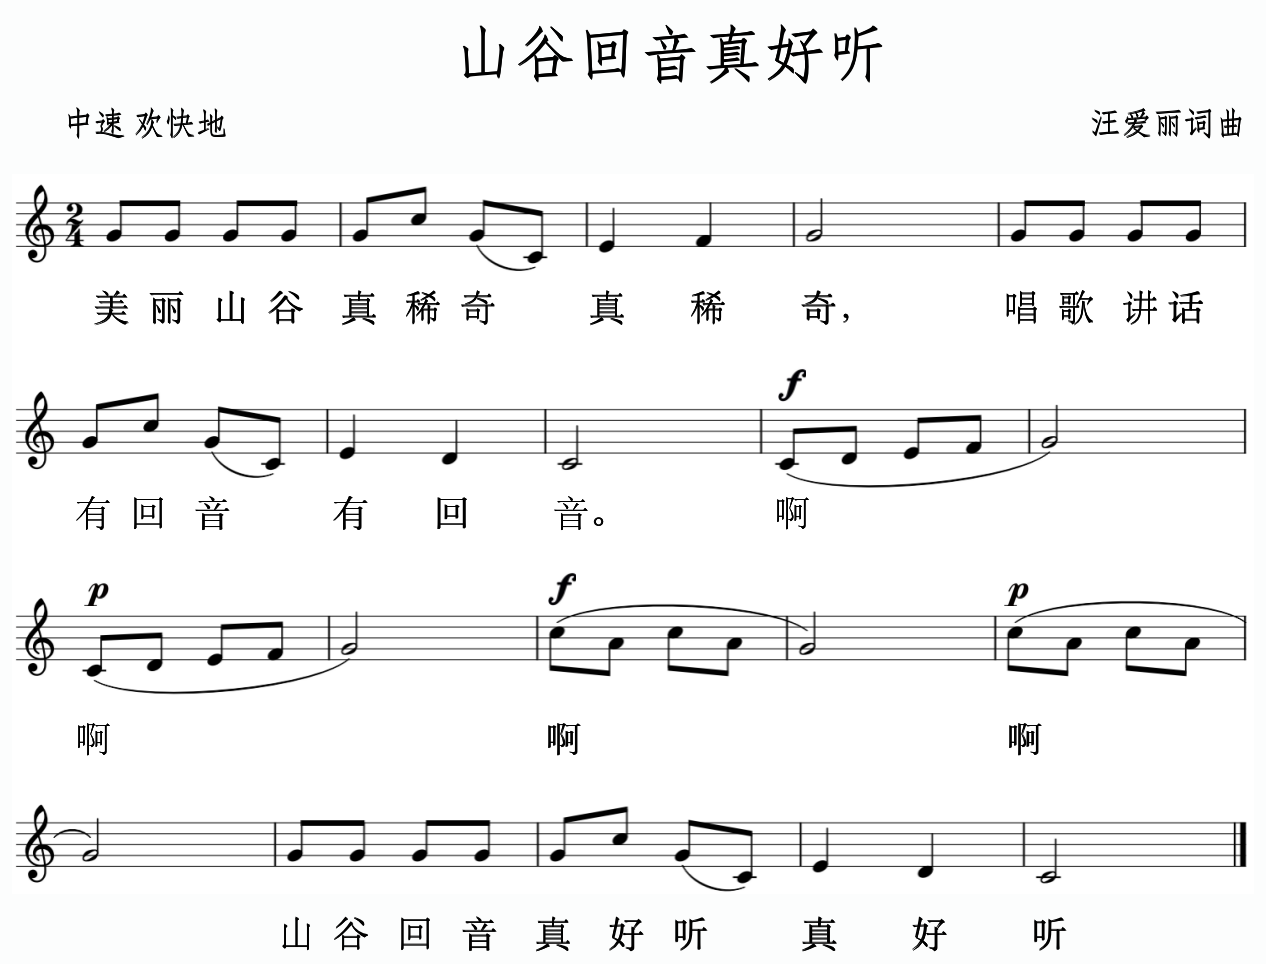 山谷回音真好听
中速 欢快地 汪爱丽词曲
2
4
美丽山谷真稀奇 真稀奇, 唱歌讲话
f
有回音 有回音。 啊
p f p
啊 啊 啊
山谷回音真好听 真好听